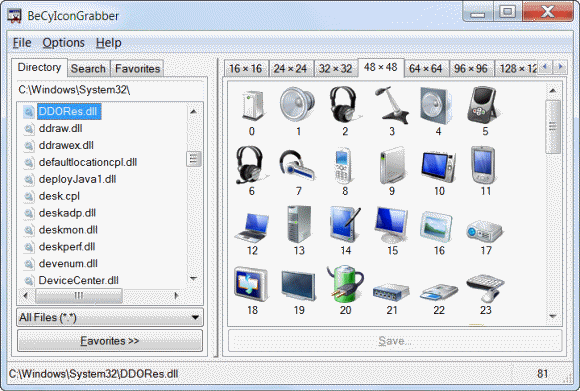 BeCyIconGrabber
File Options Help
Directory Search Favorites
C:\Windows\System32\
DDORes.dll
ddraw.dll
ddrawex.dll
defaultlocationcpl.dll
deployJava1.dll
desk.cpl
deskadp.dll
deskmon.dll
deskperf.dll
devenum.dll
DeviceCenter.dll
All Files (*.*)
Favorites >>
16 × 16 24 × 24 32 × 32 48 × 48 64 × 64 96 × 96 128 × 12
0 1 2 3 4 5
6 7 8 9 10 11
12 13 14 15 16 17
18 19 20 21 22 23
Save...
C:\Windows\System32\DDORes.dll 81